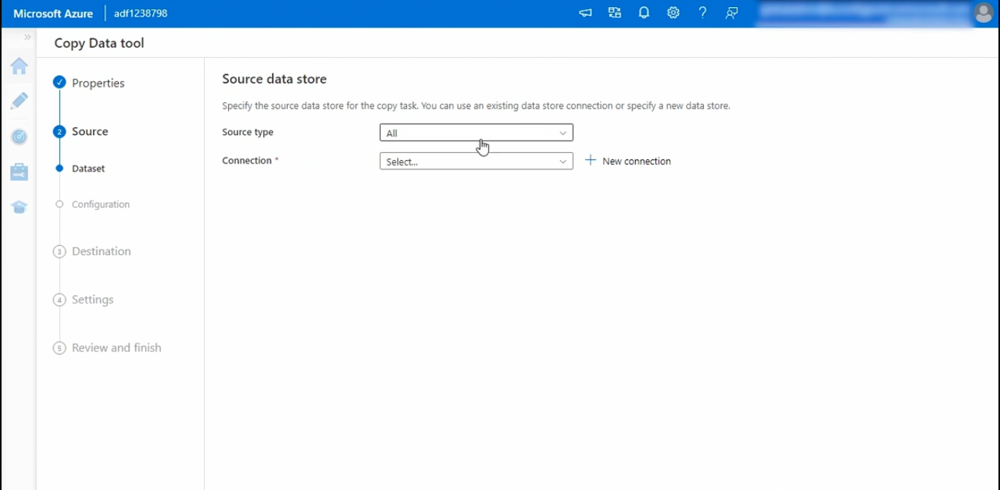 Microsoft Azure adf1238798
Copy Data tool
Properties
2 Source
Dataset
Configuration
3 Destination
4 Settings
5 Review and finish
Source data store
Specify the source data store for the copy task. You can use an existing data store connection or specify a new data store.
Source type All
Connection * Select... New connection